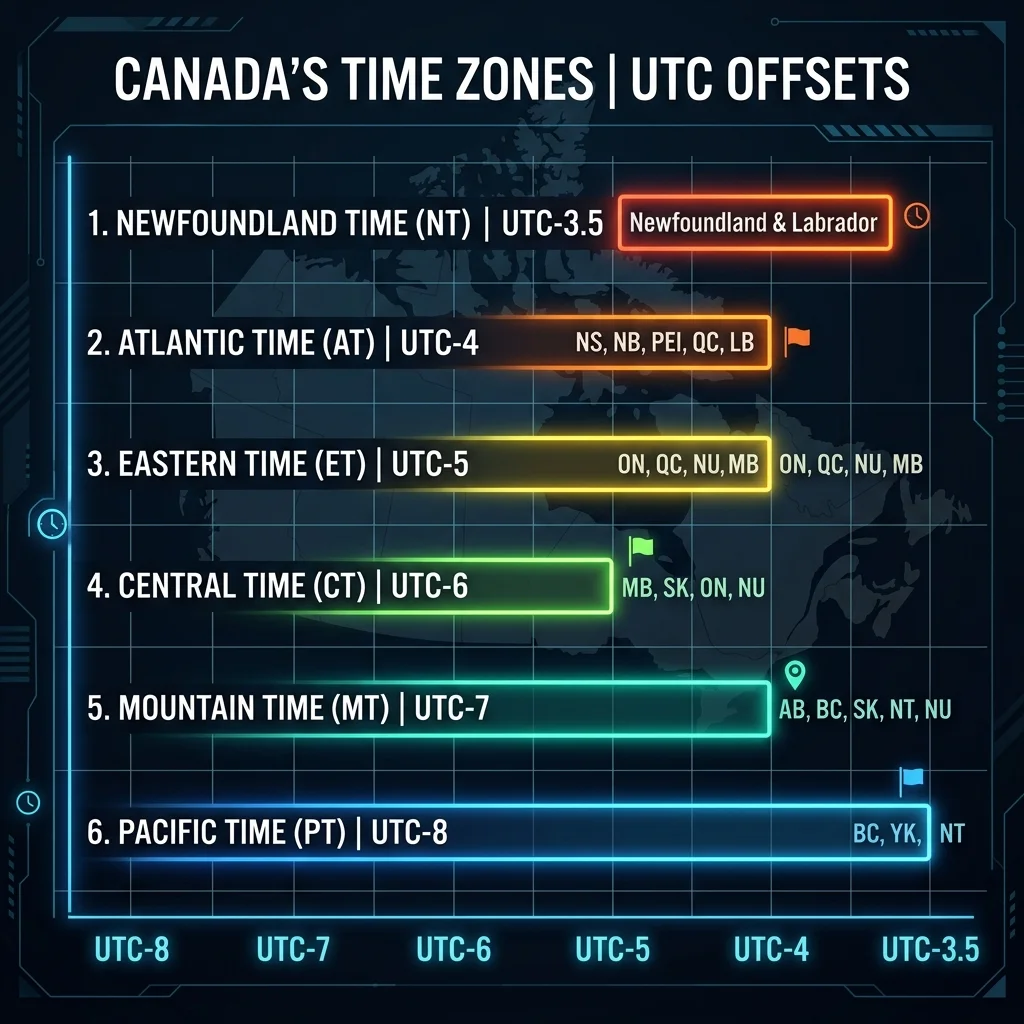 CANADA'S TIME ZONES | UTC OFFSETS
1. NEWFOUNDLAND TIME (NT) | UTC-3.5 Newfoundland & Labrador
2. ATLANTIC TIME (AT) | UTC-4 NS, NB, PEI, QC, LB
3. EASTERN TIME (ET) | UTC-5 ON, QC, NU, MB ON, QC, NU, MB
4. CENTRAL TIME (CT) | UTC-6 MB, SK, ON, NU
5. MOUNTAIN TIME (MT) | UTC-7 AB, BC, SK, NT, NU
6. PACIFIC TIME (PT) | UTC-8 BC, YK, NT
UTC-8 UTC-7 UTC-6 UTC-5 UTC-4 UTC-3.5